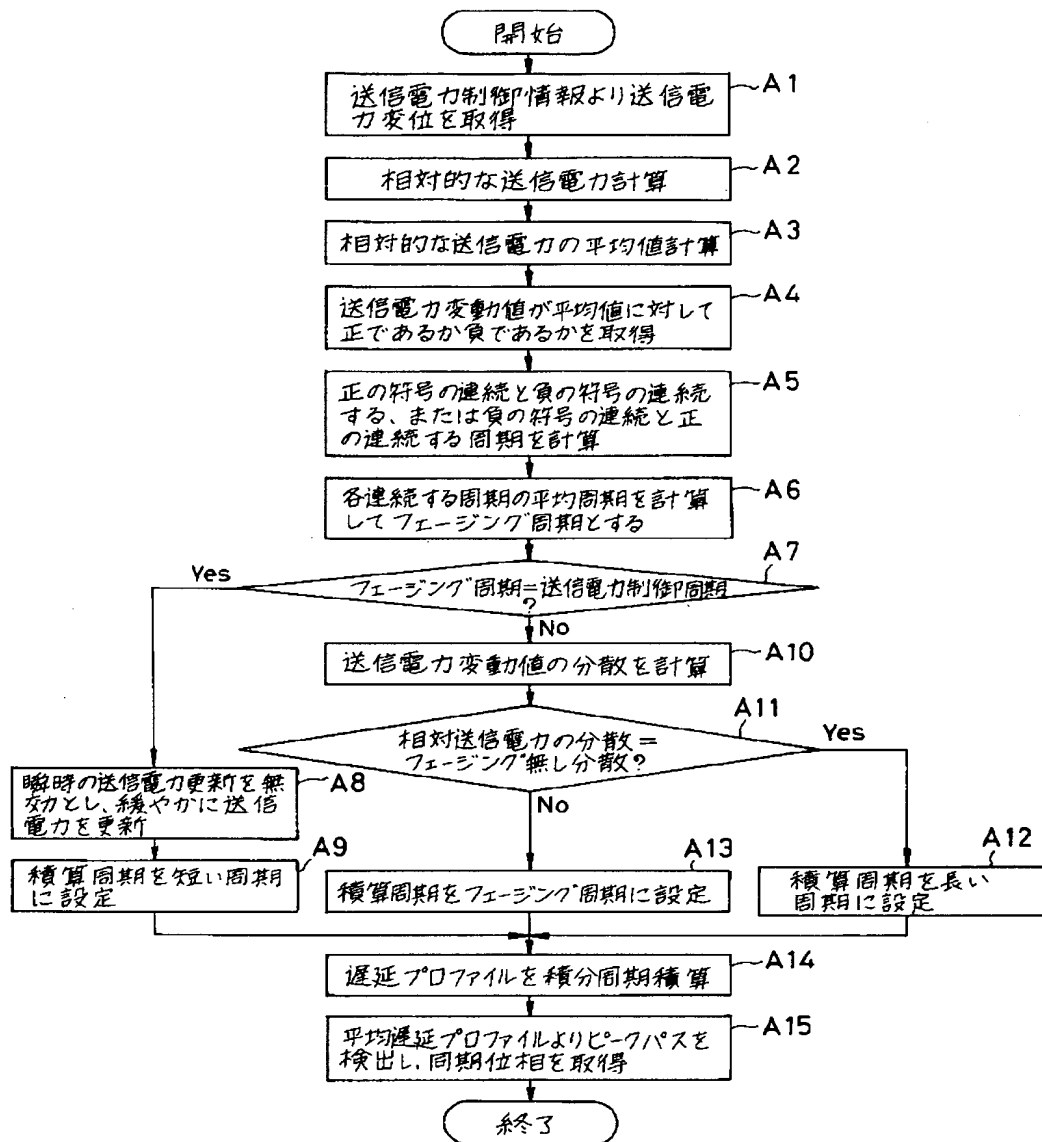 開始
送信電力制御情報より送信電
力変位を取得
A1
相対的な送信電力計算
A2
相対的な送信電力の平均値計算
A3
送信電力変動値が平均値に対して
正であるか負であるかを取得
A4
正の符号の連続と負の符号の連続
する、または負の符号の連続と正
の連続する周期を計算
A5
各連続する周期の平均周期を計算
してフェージング周期とする
A6
フェージング周期=送信電力制御周期
?
A7
Yes
No
送信電力変動値の分散を計算
A10
相対送信電力の分散=
フェージング無し分散?
A11
Yes
No
瞬時の送信電力更新を無
効とし、緩やかに送信
電力を更新
A8
積算周期を短い周期
に設定
A9
積算周期をフェージング周期に設定
A13
積算周期を長い
周期に設定
A12
遅延プロファイルを積分周期積算
A14
平均遅延プロファイルよりピークパスを
検出し、同期位相を取得
A15
終了